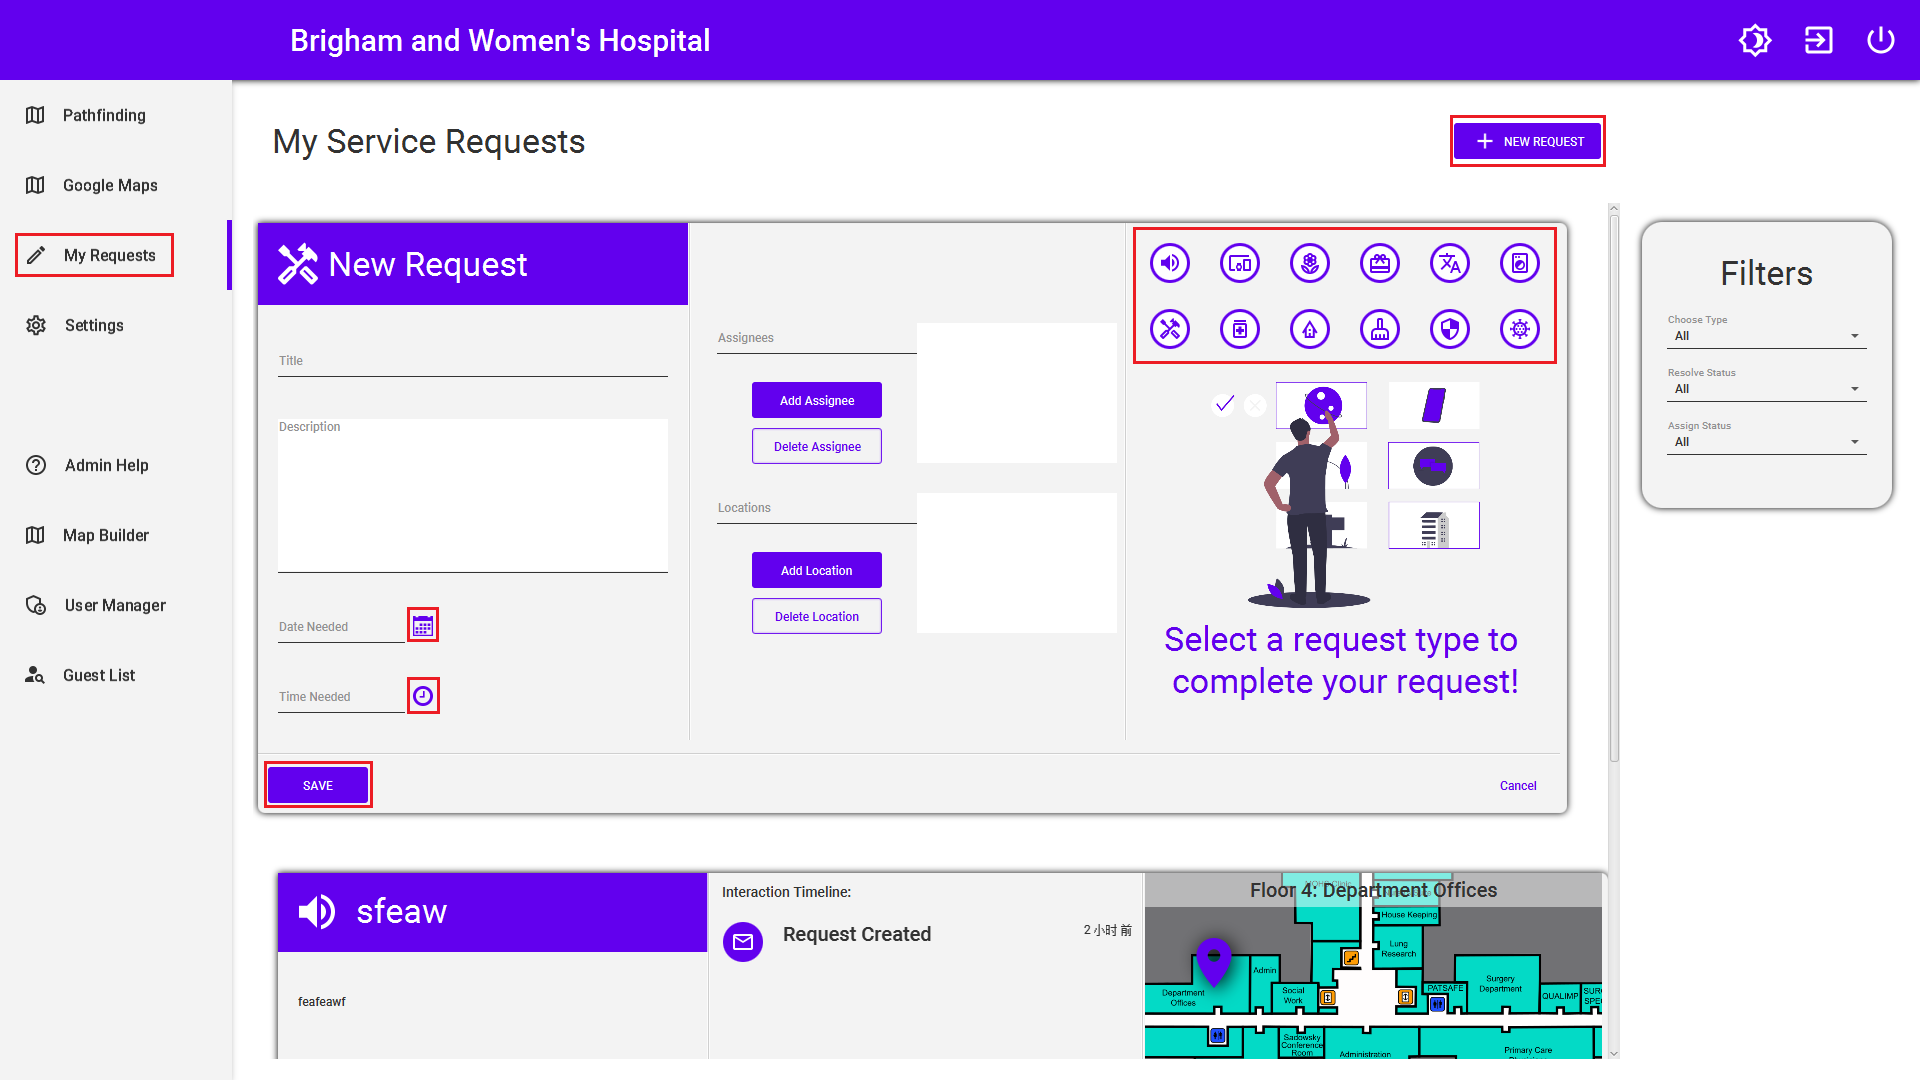 Brigham and Women's Hospital
Pathfinding
Google Maps
My Requests
Settings
Admin Help
Map Builder
User Manager
Guest List
My Service Requests
NEW REQUEST
New Request
Title
Description
Date Needed
Time Needed
Assignees
Add Assignee
Delete Assignee
Locations
Add Location
Delete Location
Select a request type to
complete your request!
SAVE
Cancel
Filters
Choose Type
All
Resolve Status
All
Assign Status
All
sfeaw
feafeawf
Interaction Timeline:
Request Created
2 小时 前
Floor 4: Department Offices
House Keeping
Lung
Research
Admin
Department
Offices
Social
Work
PATSAFE
Surgery
Department
QUALIMP
Sadowsky
Conference
Room
Administration
Primary Care